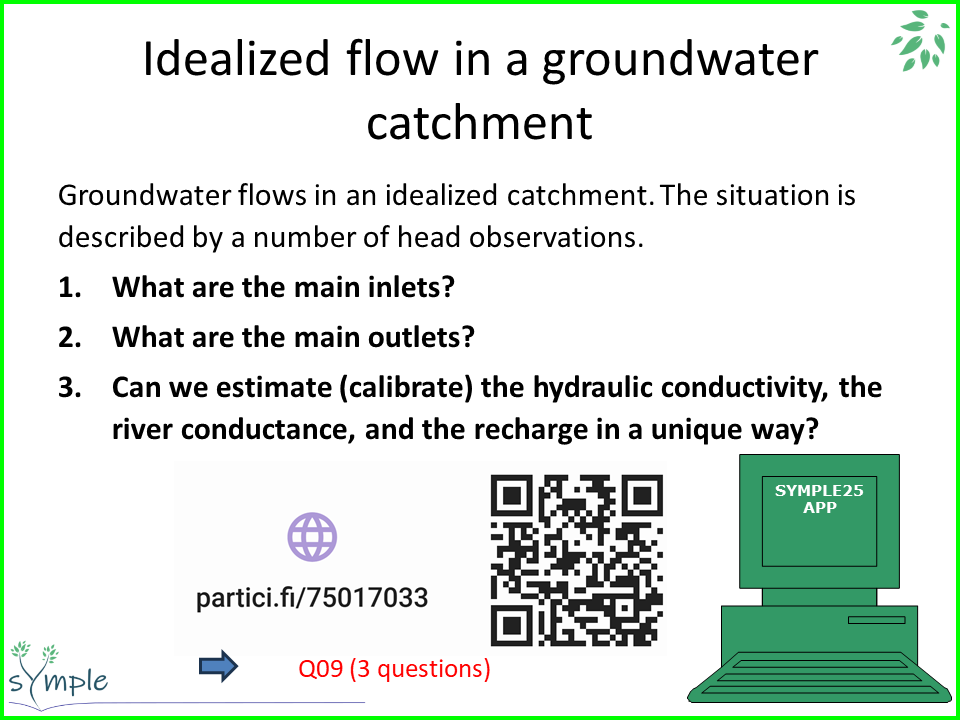 Idealized flow in a groundwater
catchment
Groundwater flows in an idealized catchment. The situation is
described by a number of head observations.
1. What are the main inlets?
2. What are the main outlets?
3. Can we estimate (calibrate) the hydraulic conductivity, the
river conductance, and the recharge in a unique way?
SYMPLE25
APP
partici.fi/75017033
Q09 (3 questions)
sYmple